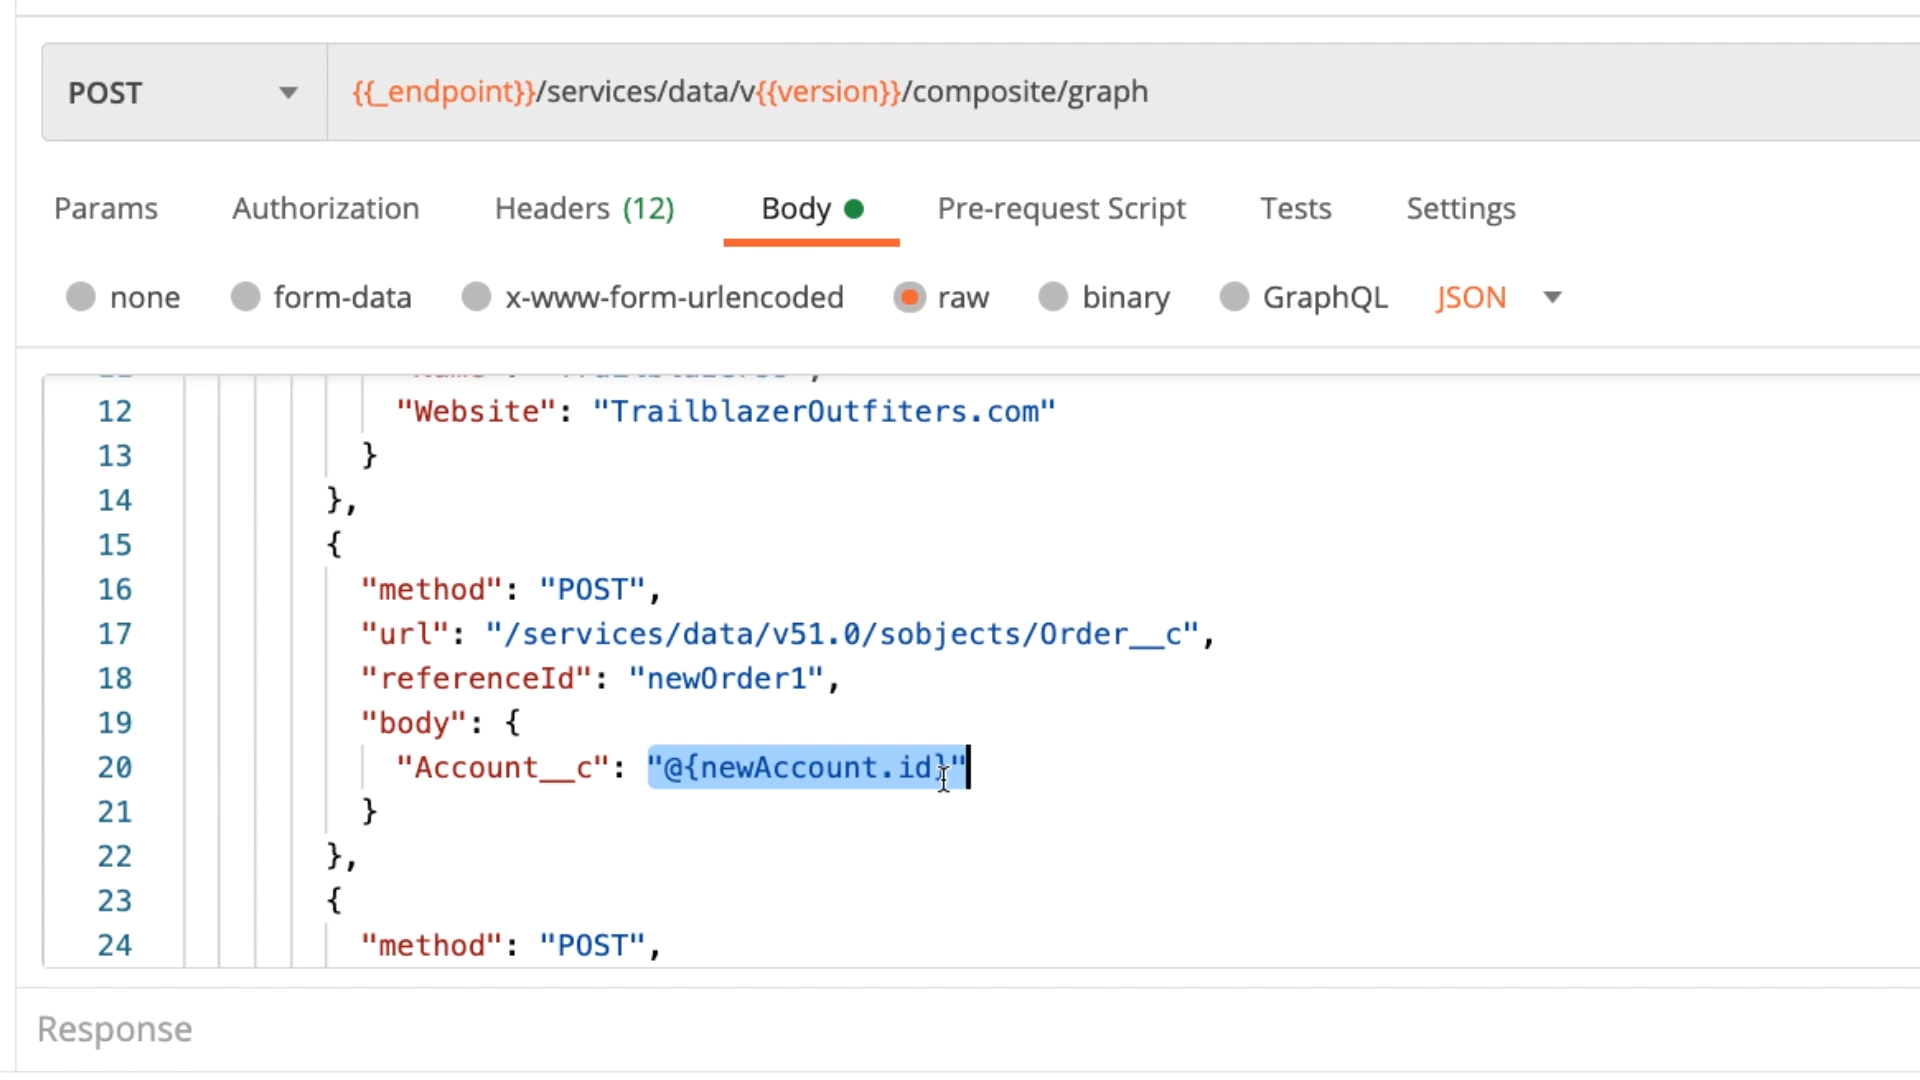 POST {{_endpoint}}/services/data/v{{version}}/composite/graph
Params Authorization Headers (12) Body Pre-request Script Tests Settings
none form-data x-www-form-urlencoded raw binary GraphQL JSON
12 "Website": "TrailblazerOutfiters.com"
13 }
14 },
15 {
16 "method": "POST",
17 "url": "/services/data/v51.0/sobjects/Order__c",
18 "referenceId": "newOrder1",
19 "body": {
20 "Account__c": "@{newAccount.id}"
21 }
22 },
23 {
24 "method": "POST",
Response